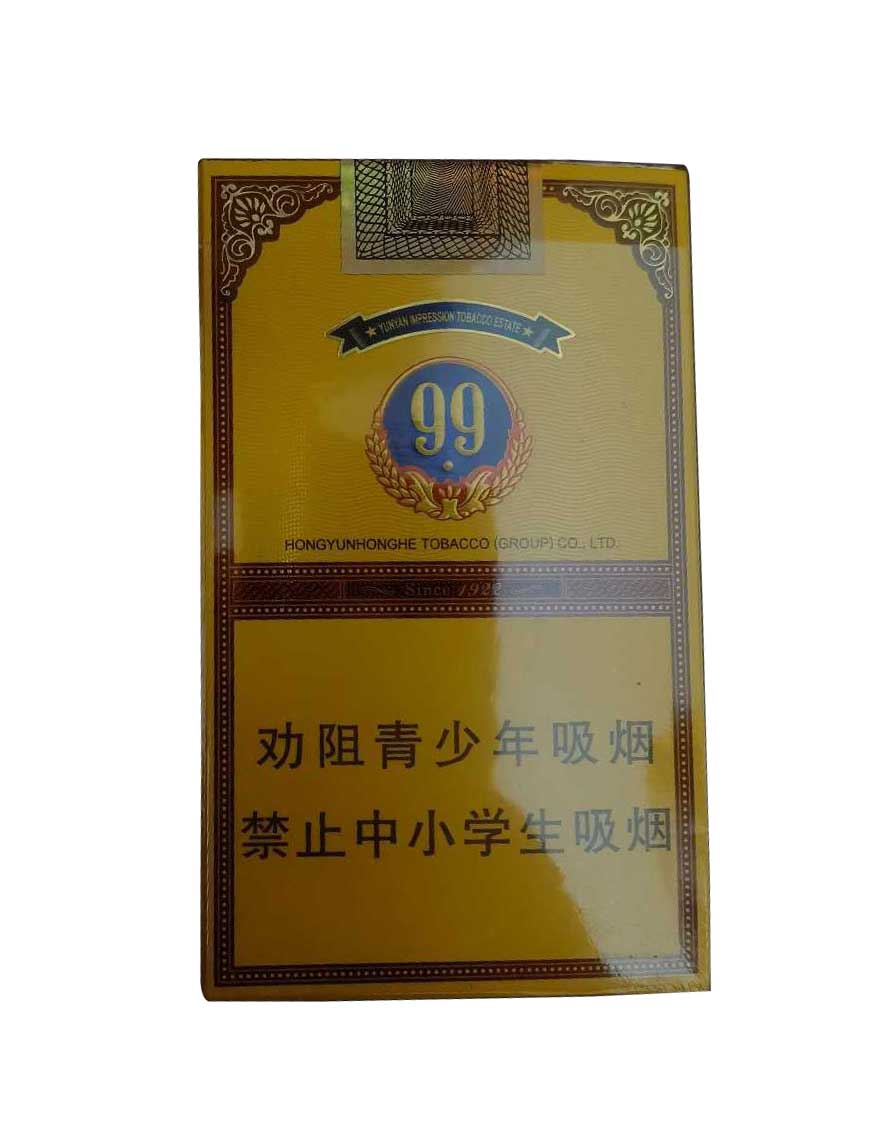 YUNYAN IMPRESSION TOBACCO ESTATE
99
HONGYUNHONGHE TOBACCO (GROUP) CO., LTD.
Since 1922
劝阻青少年吸烟
禁止中小学生吸烟